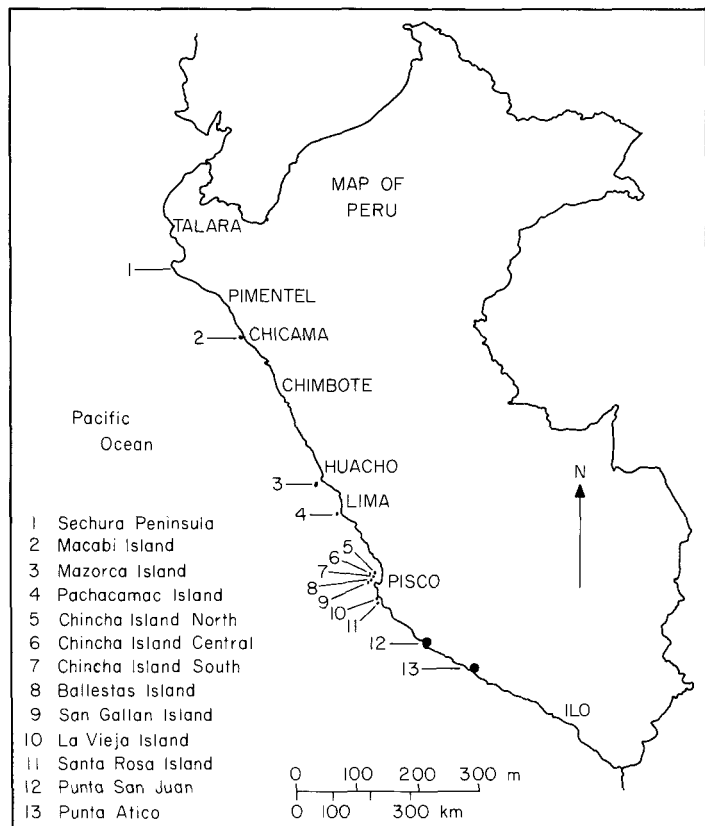 MAP OF
PERU
TALARA
1
PIMENTEL
2
CHICAMA
CHIMBOTE
Pacific
Ocean
HUACHO
3
LIMA
4
N
5
6
7
8
9
10
11
PISCO
12
13
ILO
1 Sechura Peninsuia
2 Macabi Island
3 Mazorca Island
4 Pachacamac Island
5 Chincha Island North
6 Chincha Island Central
7 Chincha Island South
8 Ballestas Island
9 San Gallan Island
10 La Vieja Island
11 Santa Rosa Island
12 Punta San Juan
13 Punta Atico
0 100 200 300 m
0 100 300 km